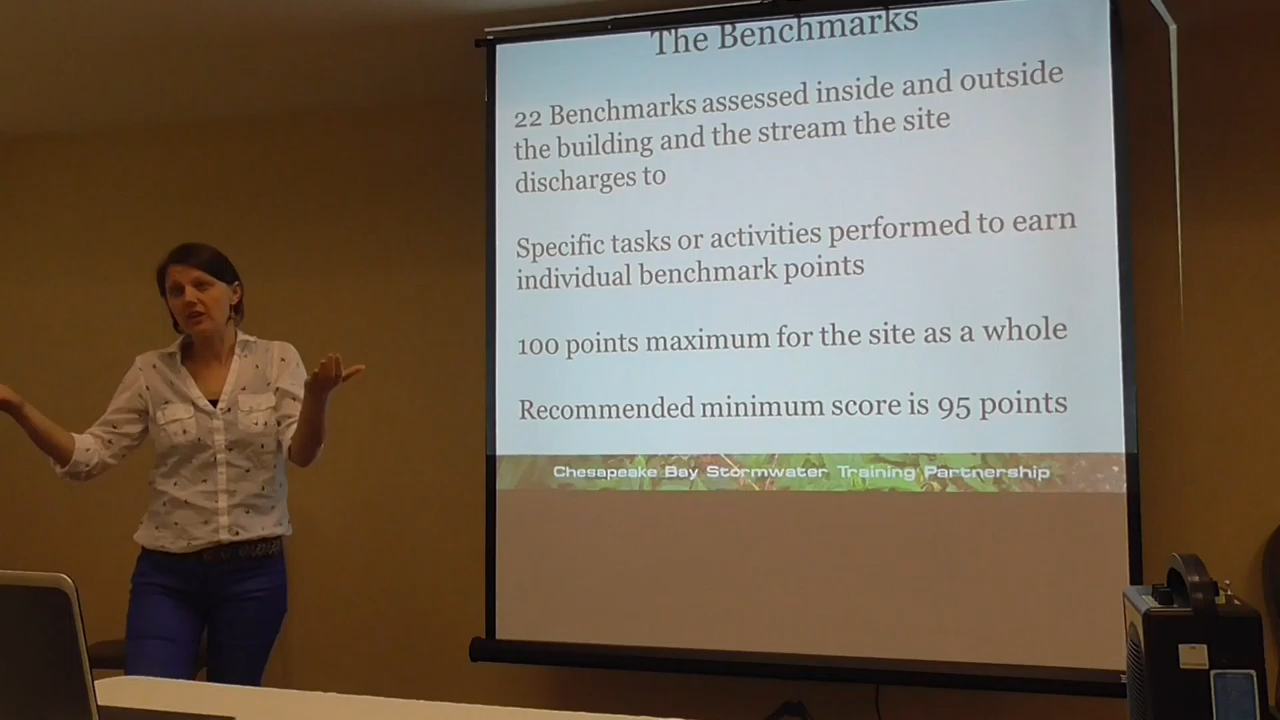 The Benchmarks
22 Benchmarks assessed inside and outside
the building and the stream the site
discharges to
Specific tasks or activities performed to earn
individual benchmark points
100 points maximum for the site as a whole
Recommended minimum score is 95 points
Chesapeake Bay Stormwater Training Partnership